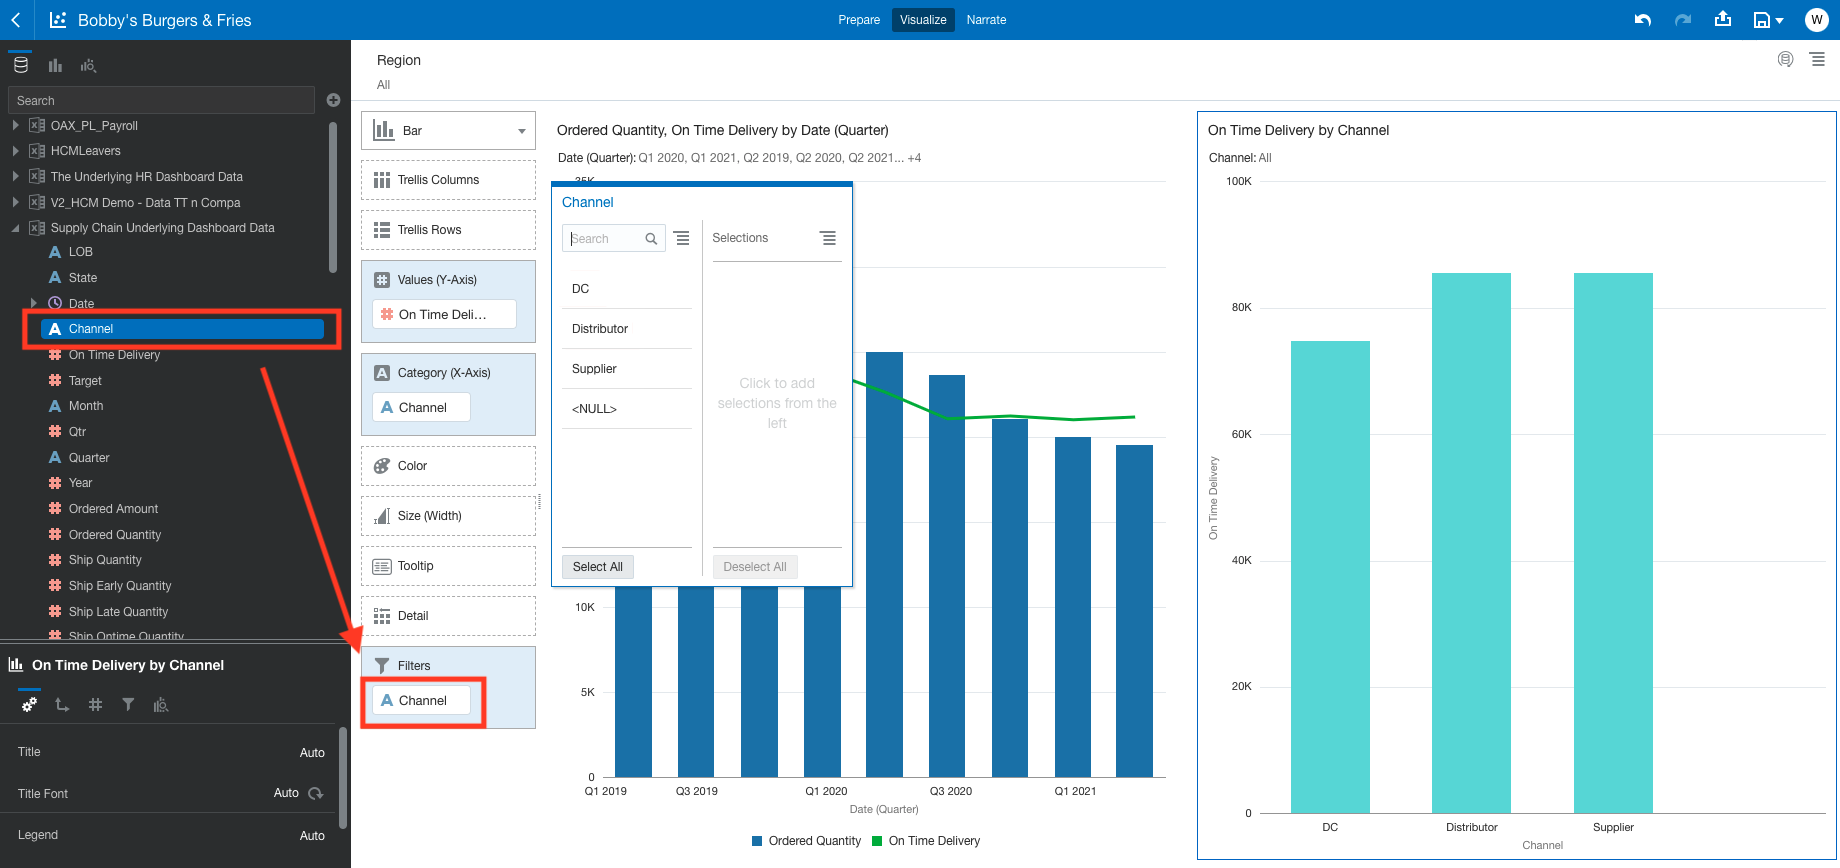 Bobby's Burgers & Fries
Prepare
Visualize
Narrate
W
Search
OAX_PL_Payroll
HCMLeavers
The Underlying HR Dashboard Data
V2_HCM Demo - Data TT n Compa
Supply Chain Underlying Dashboard Data
A LOB
A State
Date
A Channel
# On Time Delivery
# Target
A Month
# Qtr
A Quarter
# Year
# Ordered Amount
# Ordered Quantity
# Ship Quantity
# Ship Early Quantity
# Ship Late Quantity
# Ship Ontime Quantity
On Time Delivery by Channel
Title Auto
Title Font Auto
Legend Auto
Region
All
Bar
Trellis Columns
Trellis Rows
# Values (Y-Axis)
# On Time Deli...
A Category (X-Axis)
A Channel
Color
Size (Width)
Tooltip
Detail
Filters
A Channel
Ordered Quantity, On Time Delivery by Date (Quarter)
Date (Quarter): Q1 2020, Q1 2021, Q2 2019, Q2 2020, Q2 2021... +4
35K
Channel
Search
Selections
DC
Distributor
Supplier
<NULL>
Click to add
selections from the
left
Select All
Deselect All
10K
5K
0
Q1 2019
Q3 2019
Q1 2020
Q3 2020
Q1 2021
Date (Quarter)
Ordered Quantity
On Time Delivery
On Time Delivery by Channel
Channel: All
100K
80K
60K
40K
20K
0
On Time Delivery
DC
Distributor
Supplier
Channel